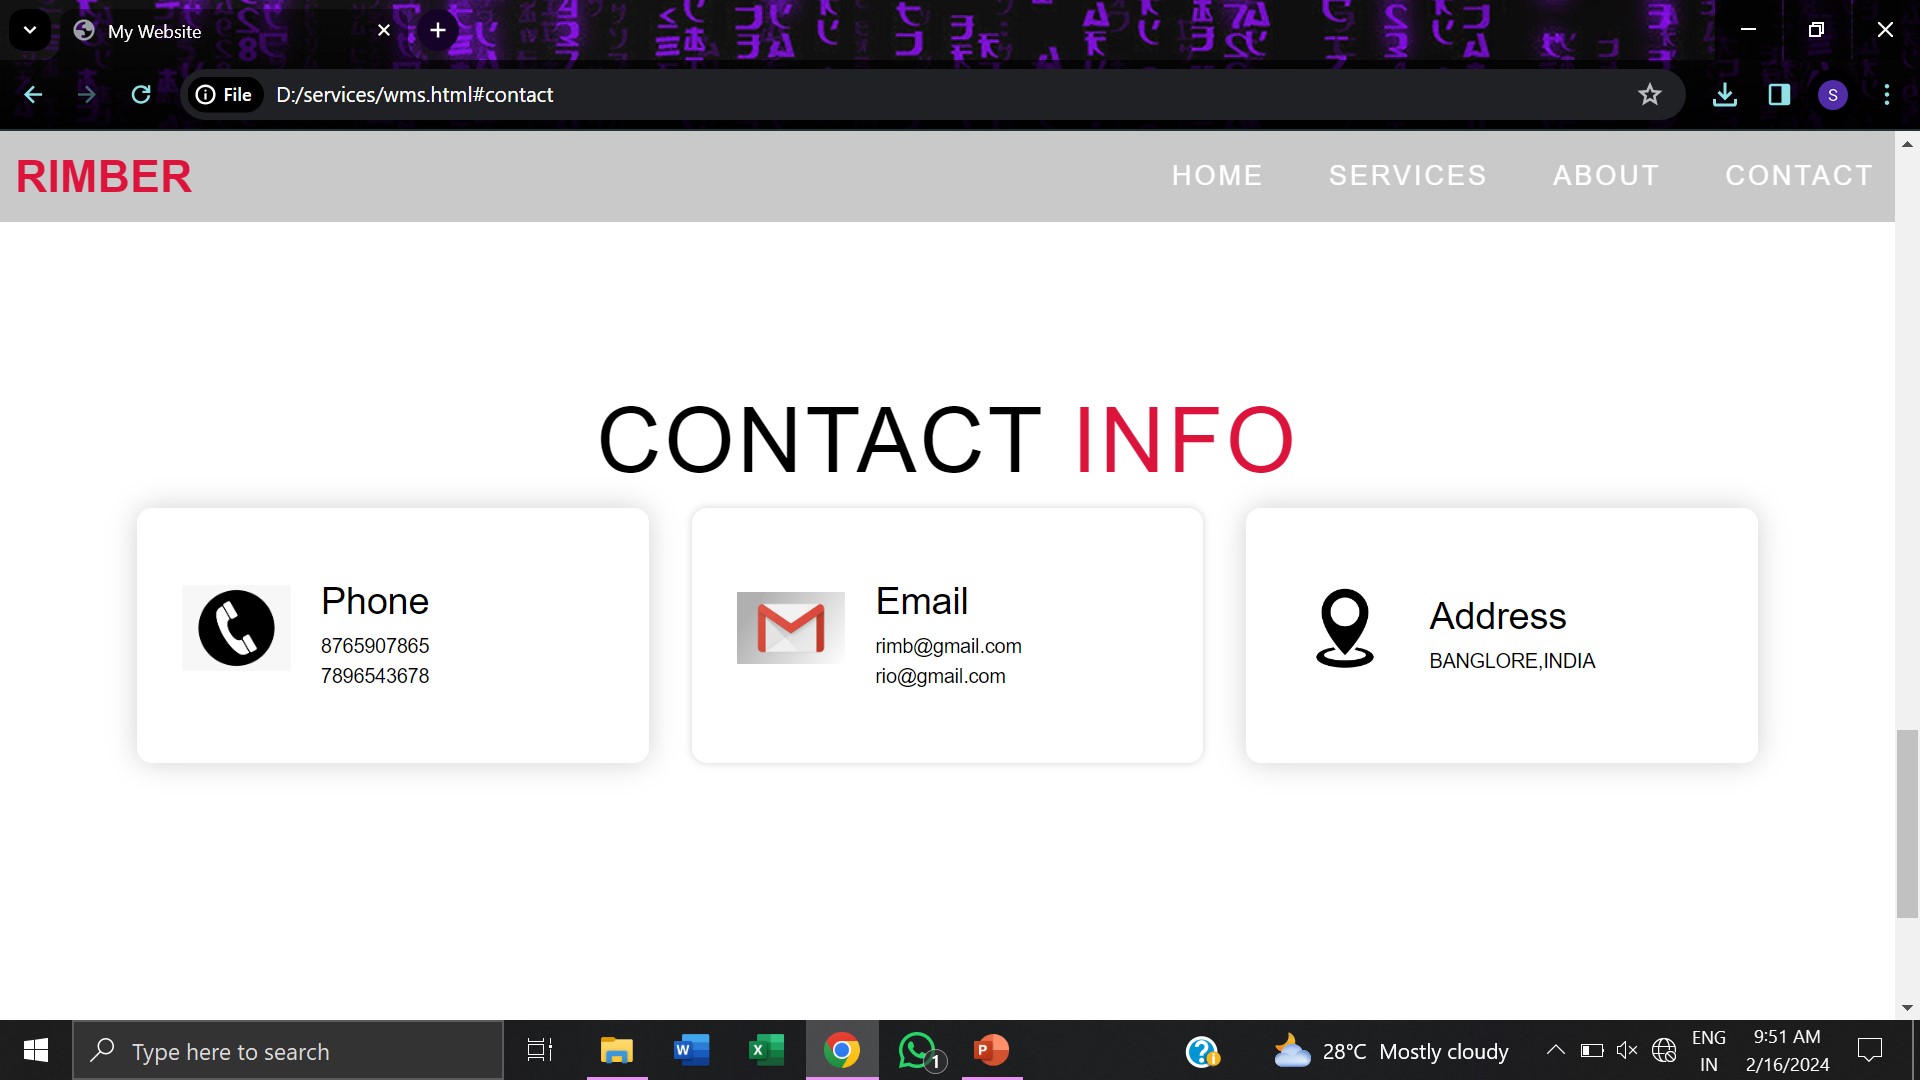 My Website
File D:/services/wms.html#contact
S
RIMBER
HOME SERVICES ABOUT CONTACT
CONTACT INFO
Phone
8765907865
7896543678
Email
rimb@gmail.com
rio@gmail.com
Address
BANGLORE,INDIA
Type here to search
W
X
1
P
28°C Mostly cloudy
ENG
IN
9:51 AM
2/16/2024